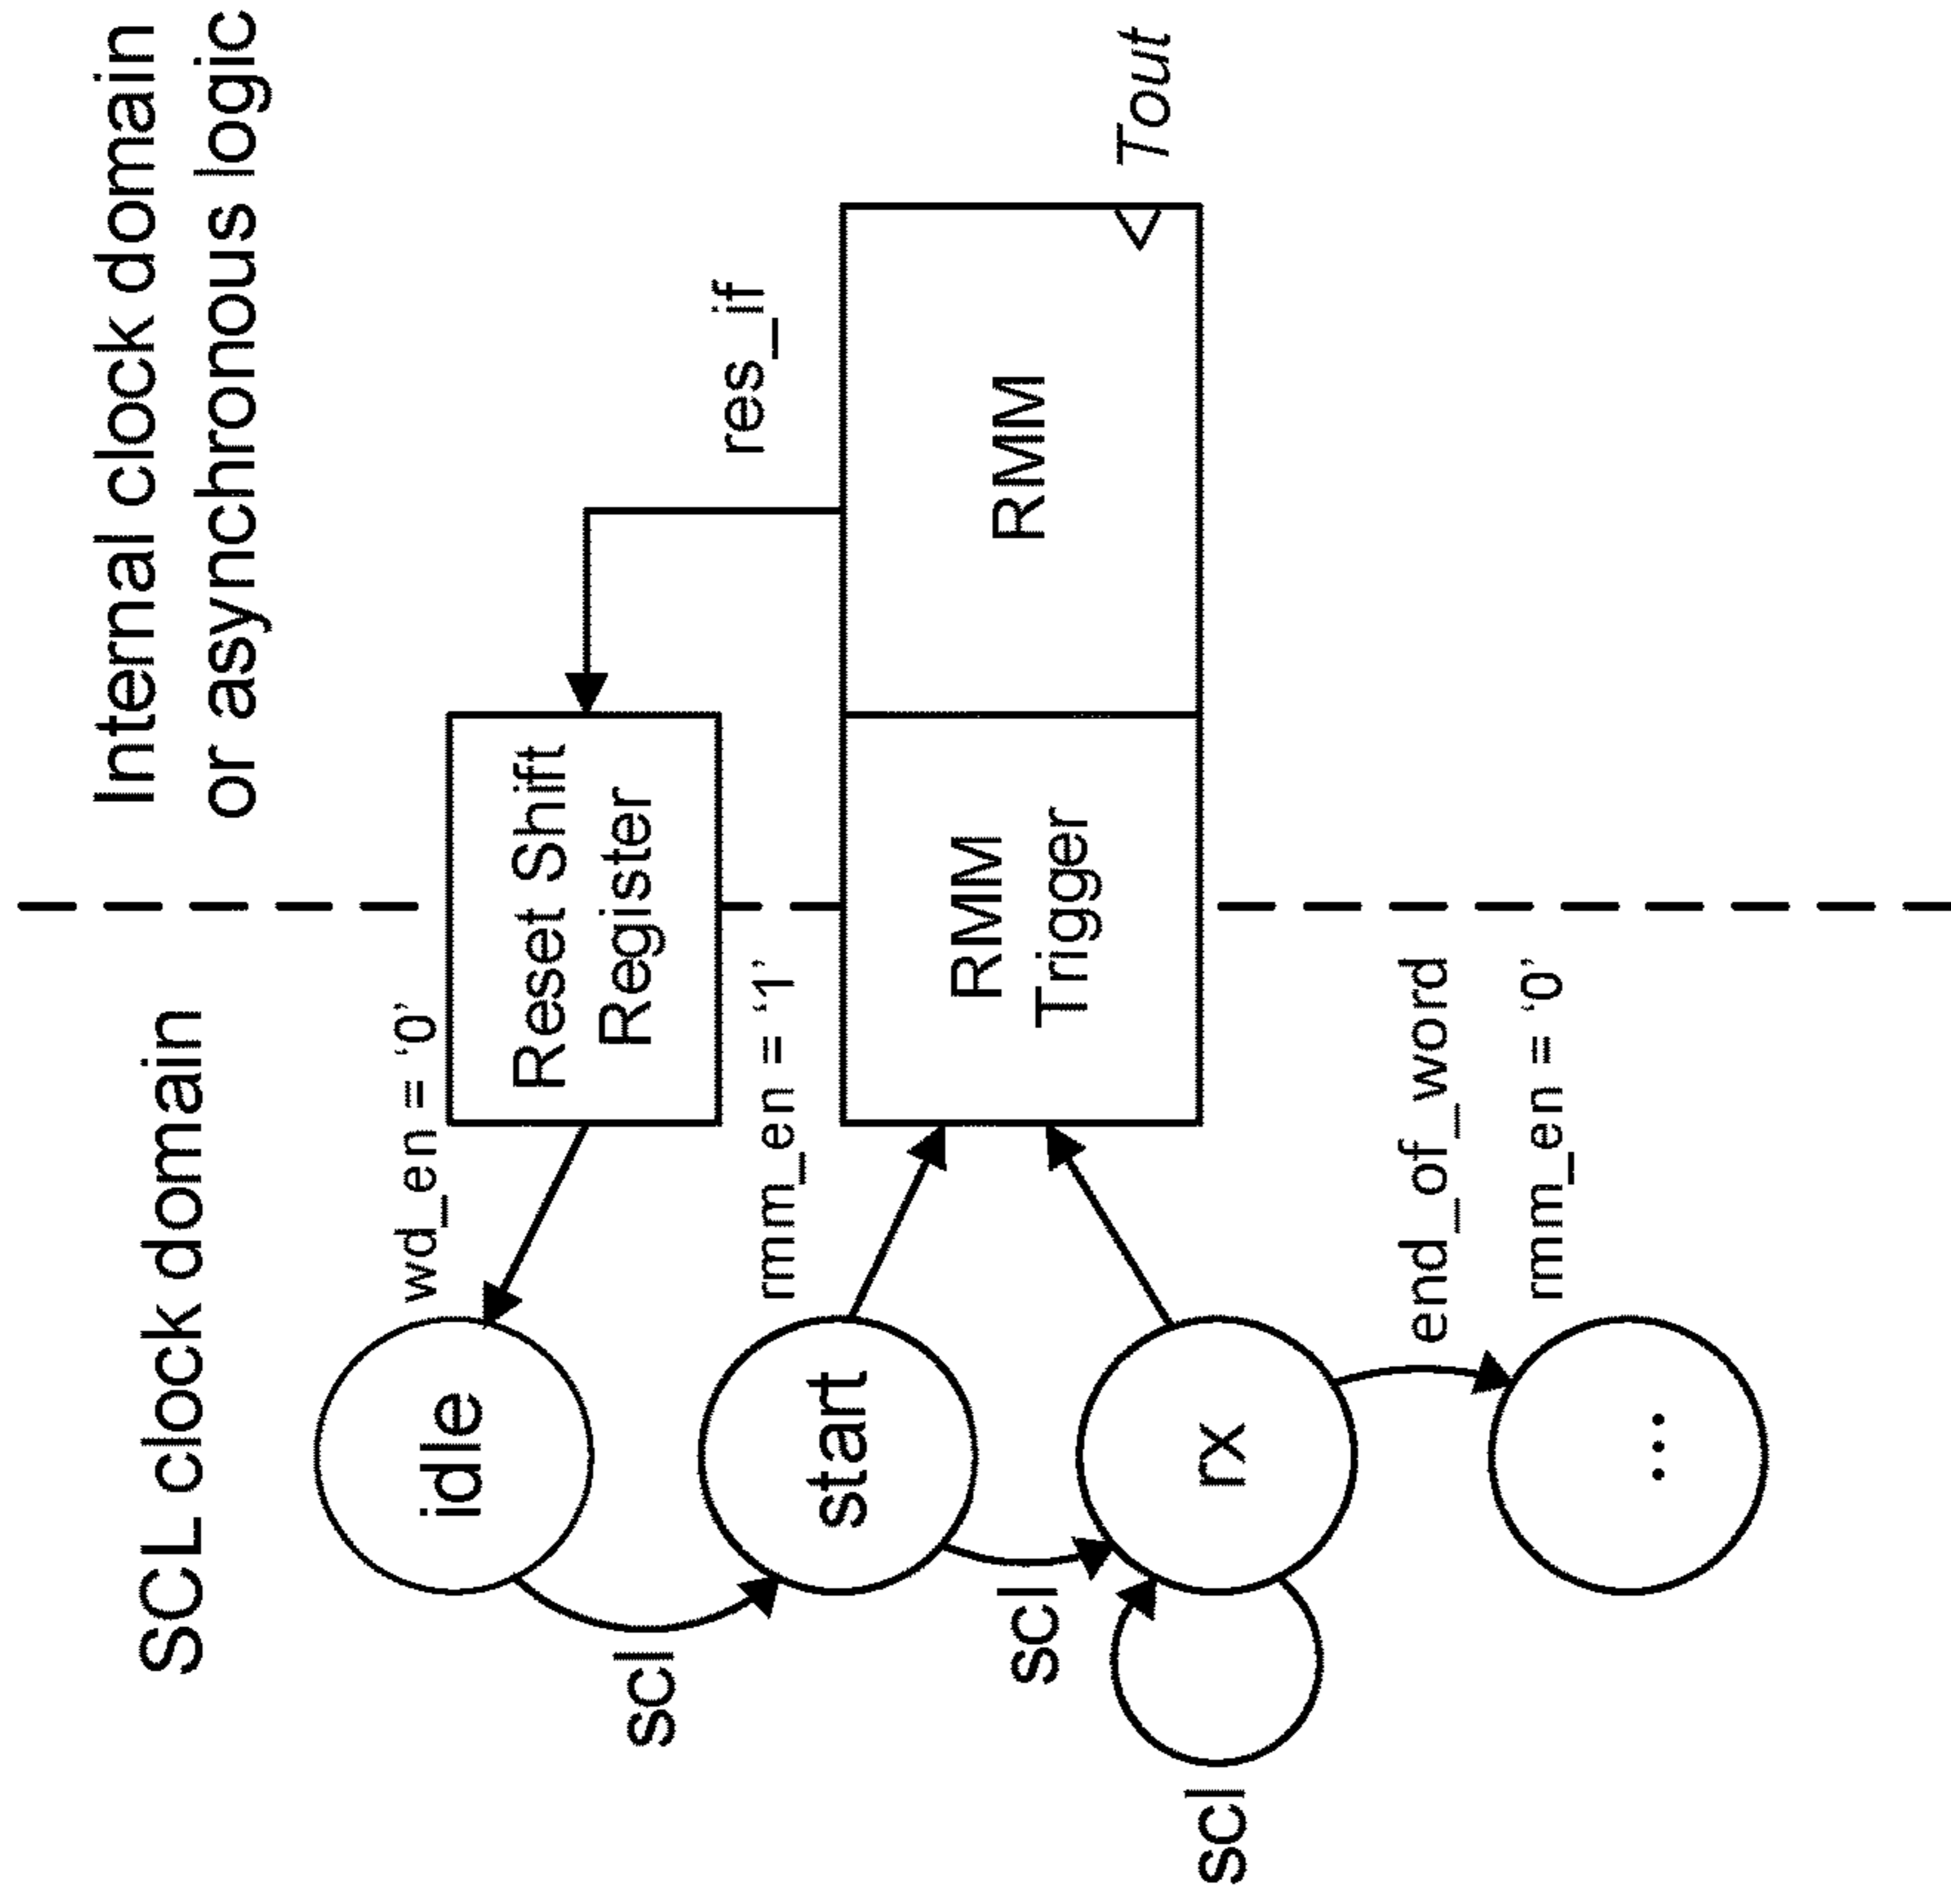 SCL clock domain
Internal clock domain
or asynchronous logic
idle
wd_en = ‘0’
Reset Shift
Register
res_if
scl
start
rmm_en = ‘1’
RMM
Trigger
RMM
Tout
scl
rx
scl
end_of_word
rmm_en = ‘0’
...